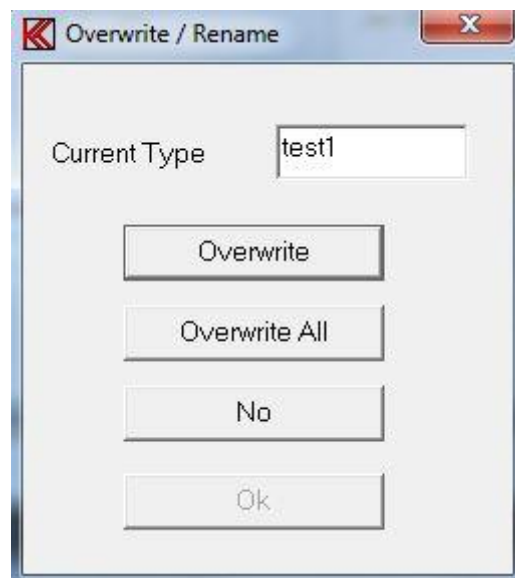 Overwrite / Rename
Current Type test1
Overwrite
Overwrite All
No
Ok